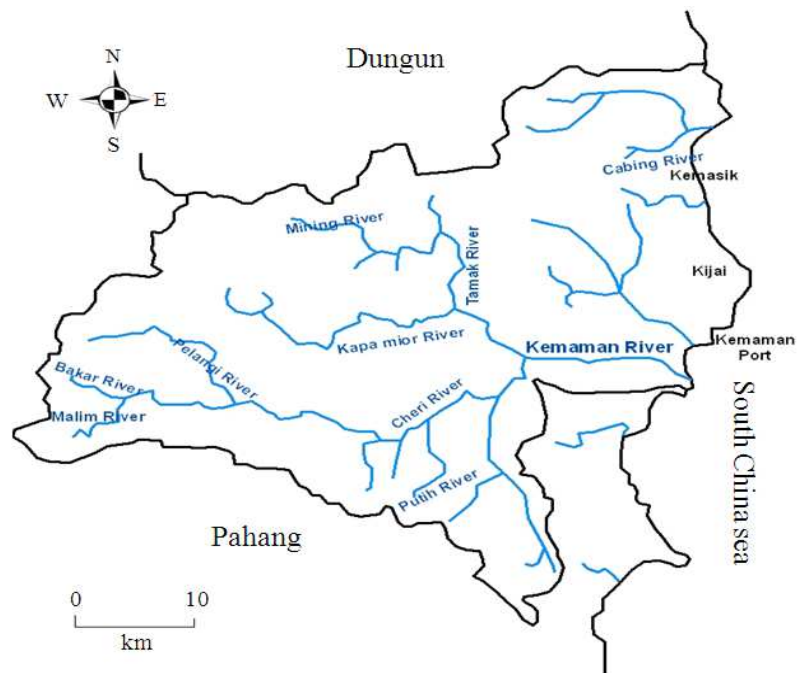 Dungun
N
W
E
S
Cabing River
Kemasik
Mining River
Tamak River
Kijai
Kapa mior River
Kemaman River
Kemaman
Port
Pelangi River
Bakar River
Cheri River
Malim River
South China sea
Putih River
Pahang
0
10
km